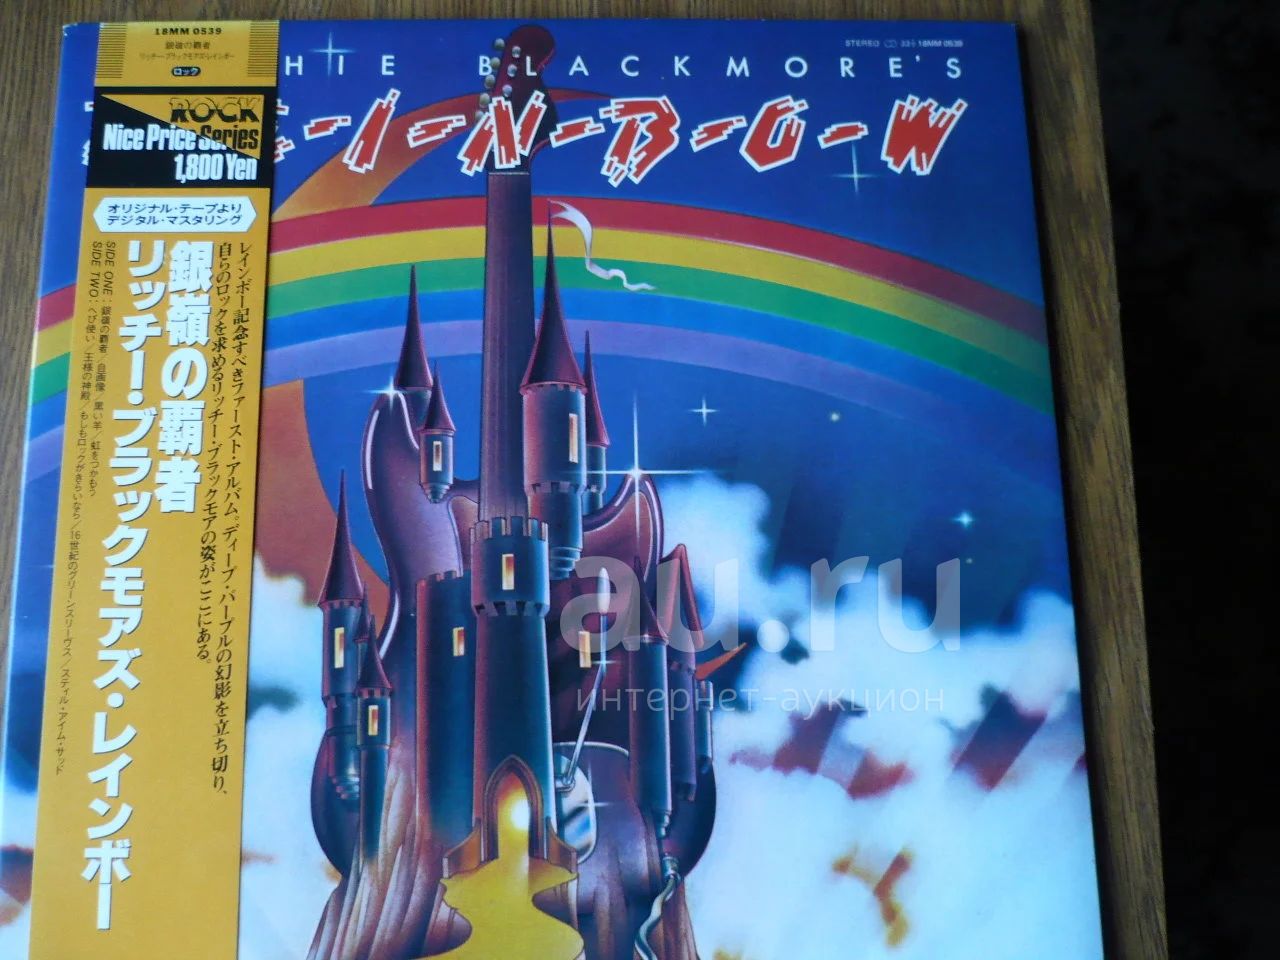 18MM 0539
銀嶺の覇者
リッチー・ブラックモアズ・レインボー
ロック
ROCK
Nice Price Series
1,800 Yen
オリジナル・テープより
デジタル・マスタリング
レインボー記念すべきファースト・アルバム。ディープ・パープルの幻影を立ち切り、
自らのロックを求めるリッチー・ブラックモアの姿がここにある。
銀嶺の覇者
リッチー・ブラックモアズ・レインボー
SIDE ONE:銀嶺の覇者/自画像/黒い羊/虹をつかもう
SIDE TWO:へび使い/王様の神殿/もしもロックがきらいなら/16世紀のグリーンスリーヴス/スティル・アイム・サッド
STEREO 33⅓ 18MM 0539
HIE BLACKMORE'S
-I-N-B-O-W
au.ru
интернет-аукцион